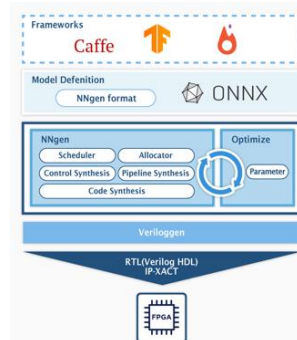 Frameworks
Caffe
Model Defenition
NNgen format
ONNX
NNgen
Optimize
Scheduler
Allocator
Control Synthesis
Pipeline Synthesis
Parameter
Code Synthesis
Veriloggen
RTL(Verilog HDL)
IP-XACT
FPGA